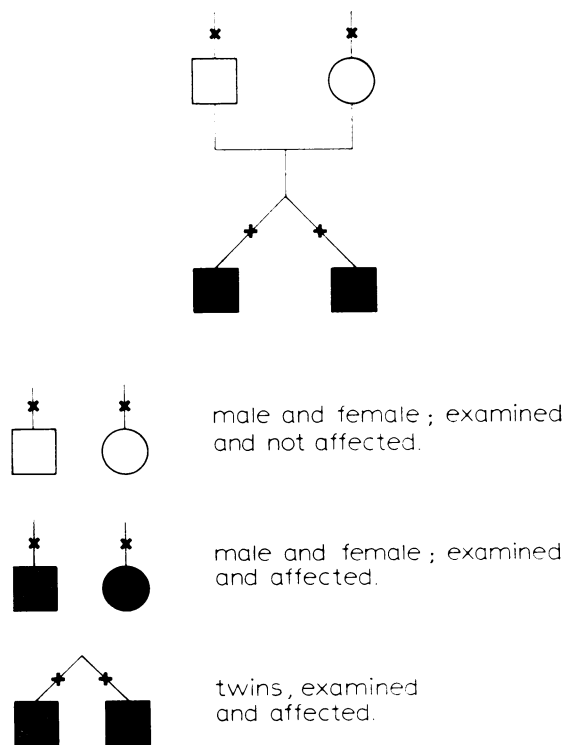 male and female ; examined
and not affected.
male and female ; examined
and affected.
twins, examined
and affected.